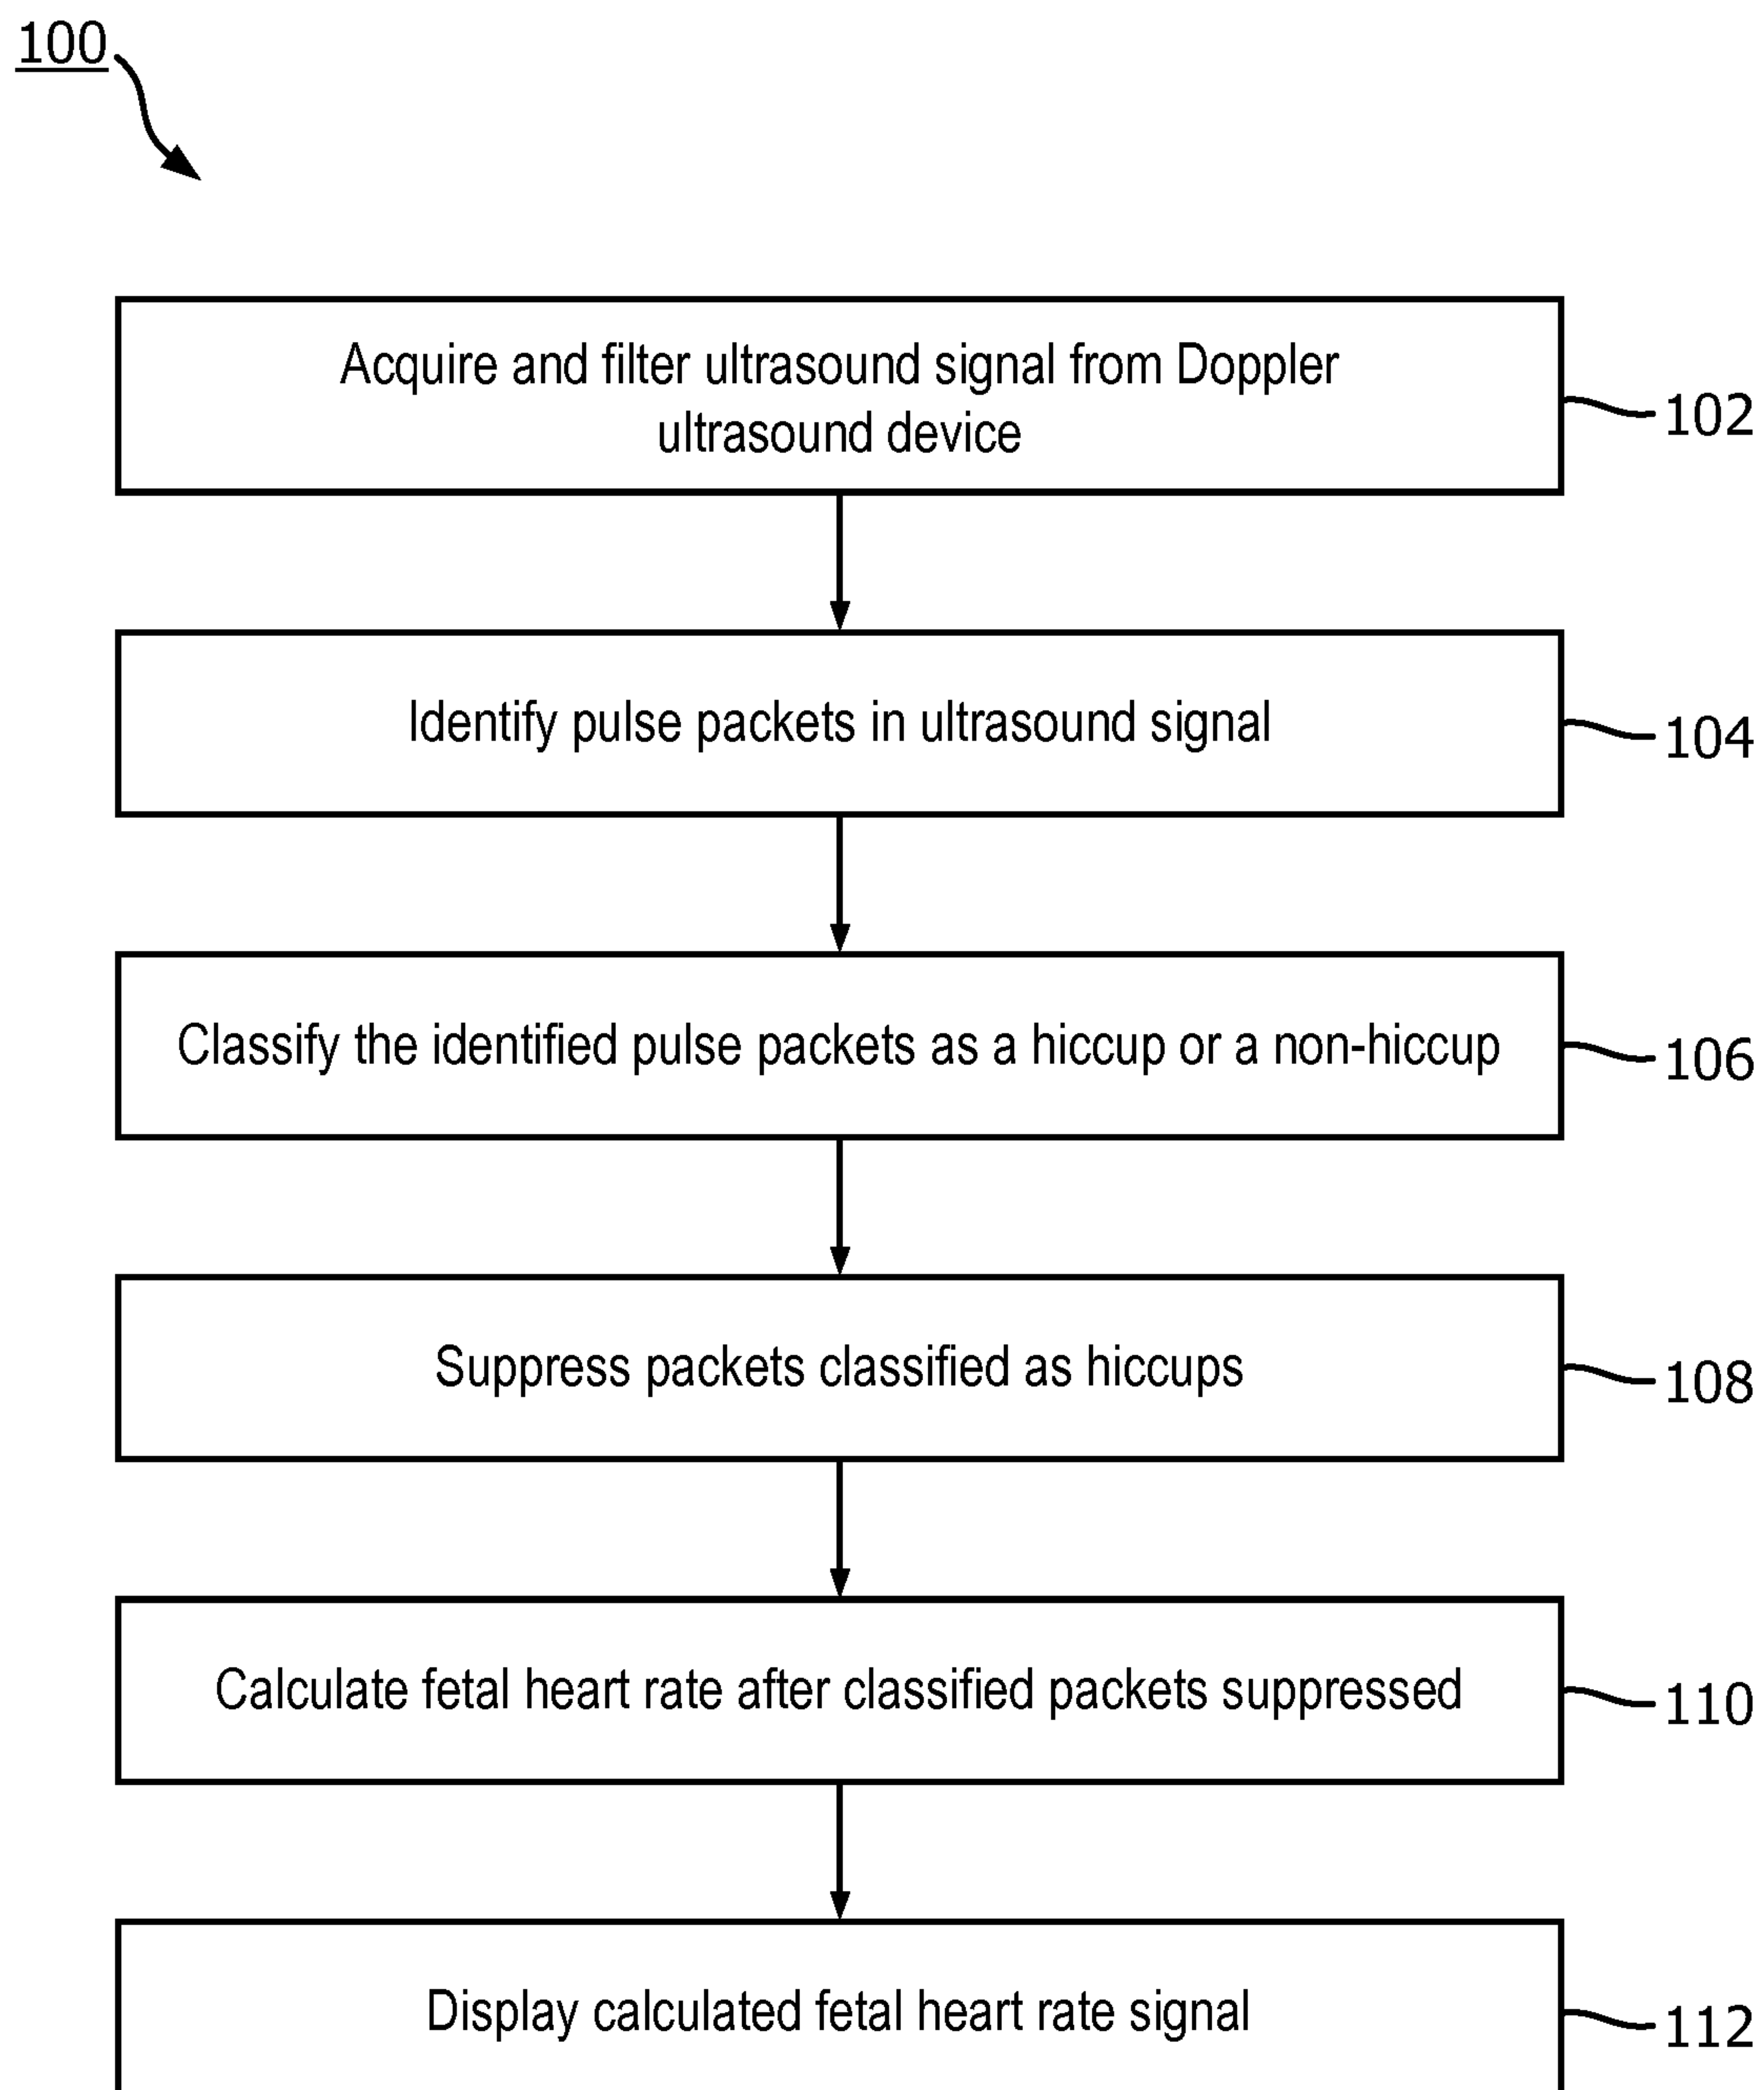 100
Acquire and filter ultrasound signal from Doppler
ultrasound device
102
Identify pulse packets in ultrasound signal
104
Classify the identified pulse packets as a hiccup or a non-hiccup
106
Suppress packets classified as hiccups
108
Calculate fetal heart rate after classified packets suppressed
110
Display calculated fetal heart rate signal
112